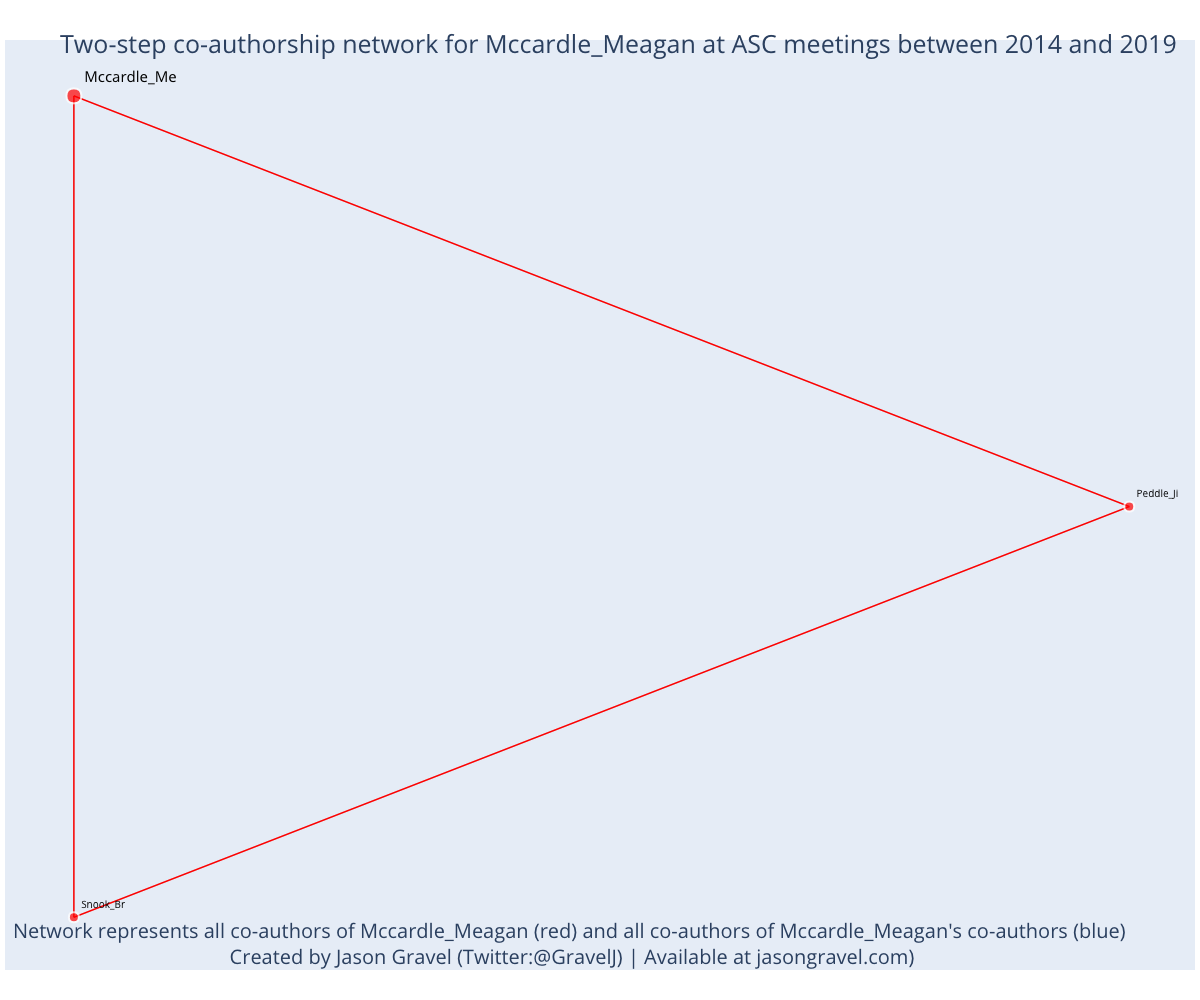 Two-step co-authorship network for Mccardle_Meagan at ASC meetings between 2014 and 2019
Mccardle_Me
Peddle_Ji
Snook_Br
Network represents all co-authors of Mccardle_Meagan (red) and all co-authors of Mccardle_Meagan's co-authors (blue)
Created by Jason Gravel (Twitter:@GravelJ) | Available at jasongravel.com)